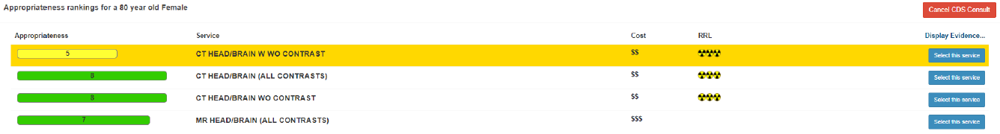 Appropriateness rankings for a 80 year old Female
Cancel CDS Consult
Appropriateness Service Cost RRL Display Evidence...
5 CT HEAD/BRAIN W WO CONTRAST $$ Select this service
8 CT HEAD/BRAIN (ALL CONTRASTS) $$ Select this service
8 CT HEAD/BRAIN WO CONTRAST $$ Select this service
7 MR HEAD/BRAIN (ALL CONTRASTS) $$$ Select this service